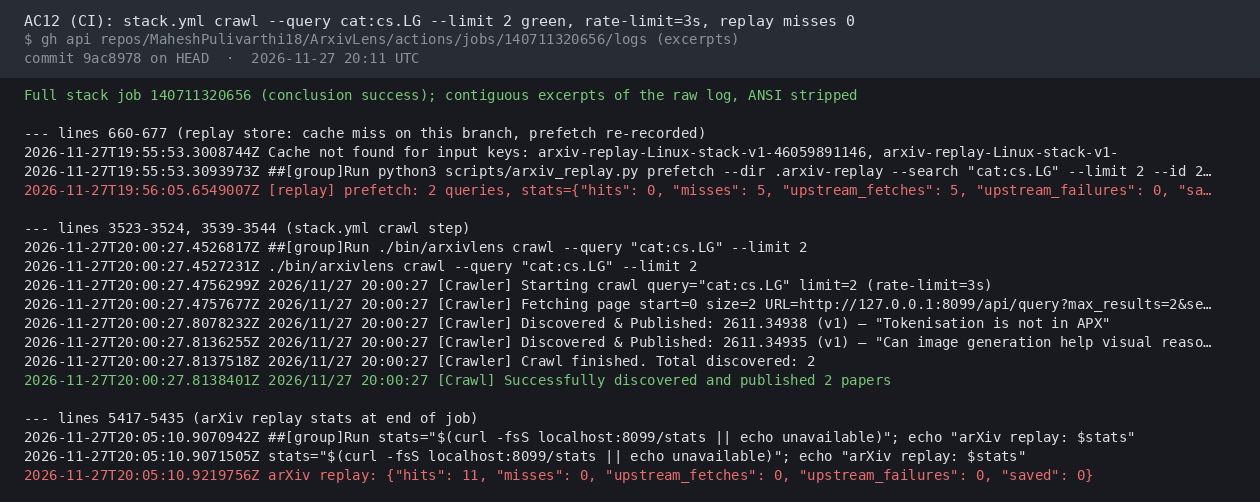 AC12 (CI): stack.yml crawl --query cat:cs.LG --limit 2 green, rate-limit=3s, replay misses 0
$ gh api repos/MaheshPulivarthi18/ArxivLens/actions/jobs/140711320656/logs (excerpts)
commit 9ac8978 on HEAD · 2026-11-27 20:11 UTC
Full stack job 140711320656 (conclusion success); contiguous excerpts of the raw log, ANSI stripped
--- lines 660-677 (replay store: cache miss on this branch, prefetch re-recorded)
2026-11-27T19:55:53.3008744Z Cache not found for input keys: arxiv-replay-Linux-stack-v1-46059891146, arxiv-replay-Linux-stack-v1-
2026-11-27T19:55:53.3093973Z ##[group]Run python3 scripts/arxiv_replay.py prefetch --dir .arxiv-replay --search "cat:cs.LG" --limit 2 --id 2…
2026-11-27T19:56:05.6549007Z [replay] prefetch: 2 queries, stats={"hits": 0, "misses": 5, "upstream_fetches": 5, "upstream_failures": 0, "sa…
--- lines 3523-3524, 3539-3544 (stack.yml crawl step)
2026-11-27T20:00:27.4526817Z ##[group]Run ./bin/arxivlens crawl --query "cat:cs.LG" --limit 2
2026-11-27T20:00:27.4527231Z ./bin/arxivlens crawl --query "cat:cs.LG" --limit 2
2026-11-27T20:00:27.4756299Z 2026/11/27 20:00:27 [Crawler] Starting crawl query="cat:cs.LG" limit=2 (rate-limit=3s)
2026-11-27T20:00:27.4757677Z 2026/11/27 20:00:27 [Crawler] Fetching page start=0 size=2 URL=http://127.0.0.1:8099/api/query?max_results=2&se…
2026-11-27T20:00:27.8078232Z 2026/11/27 20:00:27 [Crawler] Discovered & Published: 2611.34938 (v1) — "Tokenisation is not in APX"
2026-11-27T20:00:27.8136255Z 2026/11/27 20:00:27 [Crawler] Discovered & Published: 2611.34935 (v1) — "Can image generation help visual reaso…
2026-11-27T20:00:27.8137518Z 2026/11/27 20:00:27 [Crawler] Crawl finished. Total discovered: 2
2026-11-27T20:00:27.8138401Z 2026/11/27 20:00:27 [Crawl] Successfully discovered and published 2 papers
--- lines 5417-5435 (arXiv replay stats at end of job)
2026-11-27T20:05:10.9070942Z ##[group]Run stats="$(curl -fsS localhost:8099/stats || echo unavailable)"; echo "arXiv replay: $stats"
2026-11-27T20:05:10.9071505Z stats="$(curl -fsS localhost:8099/stats || echo unavailable)"; echo "arXiv replay: $stats"
2026-11-27T20:05:10.9219756Z arXiv replay: {"hits": 11, "misses": 0, "upstream_fetches": 0, "upstream_failures": 0, "saved": 0}